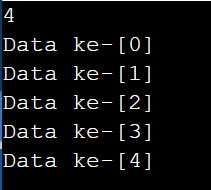 4
Data ke-[0]
Data ke-[1]
Data ke-[2]
Data ke-[3]
Data ke-[4]